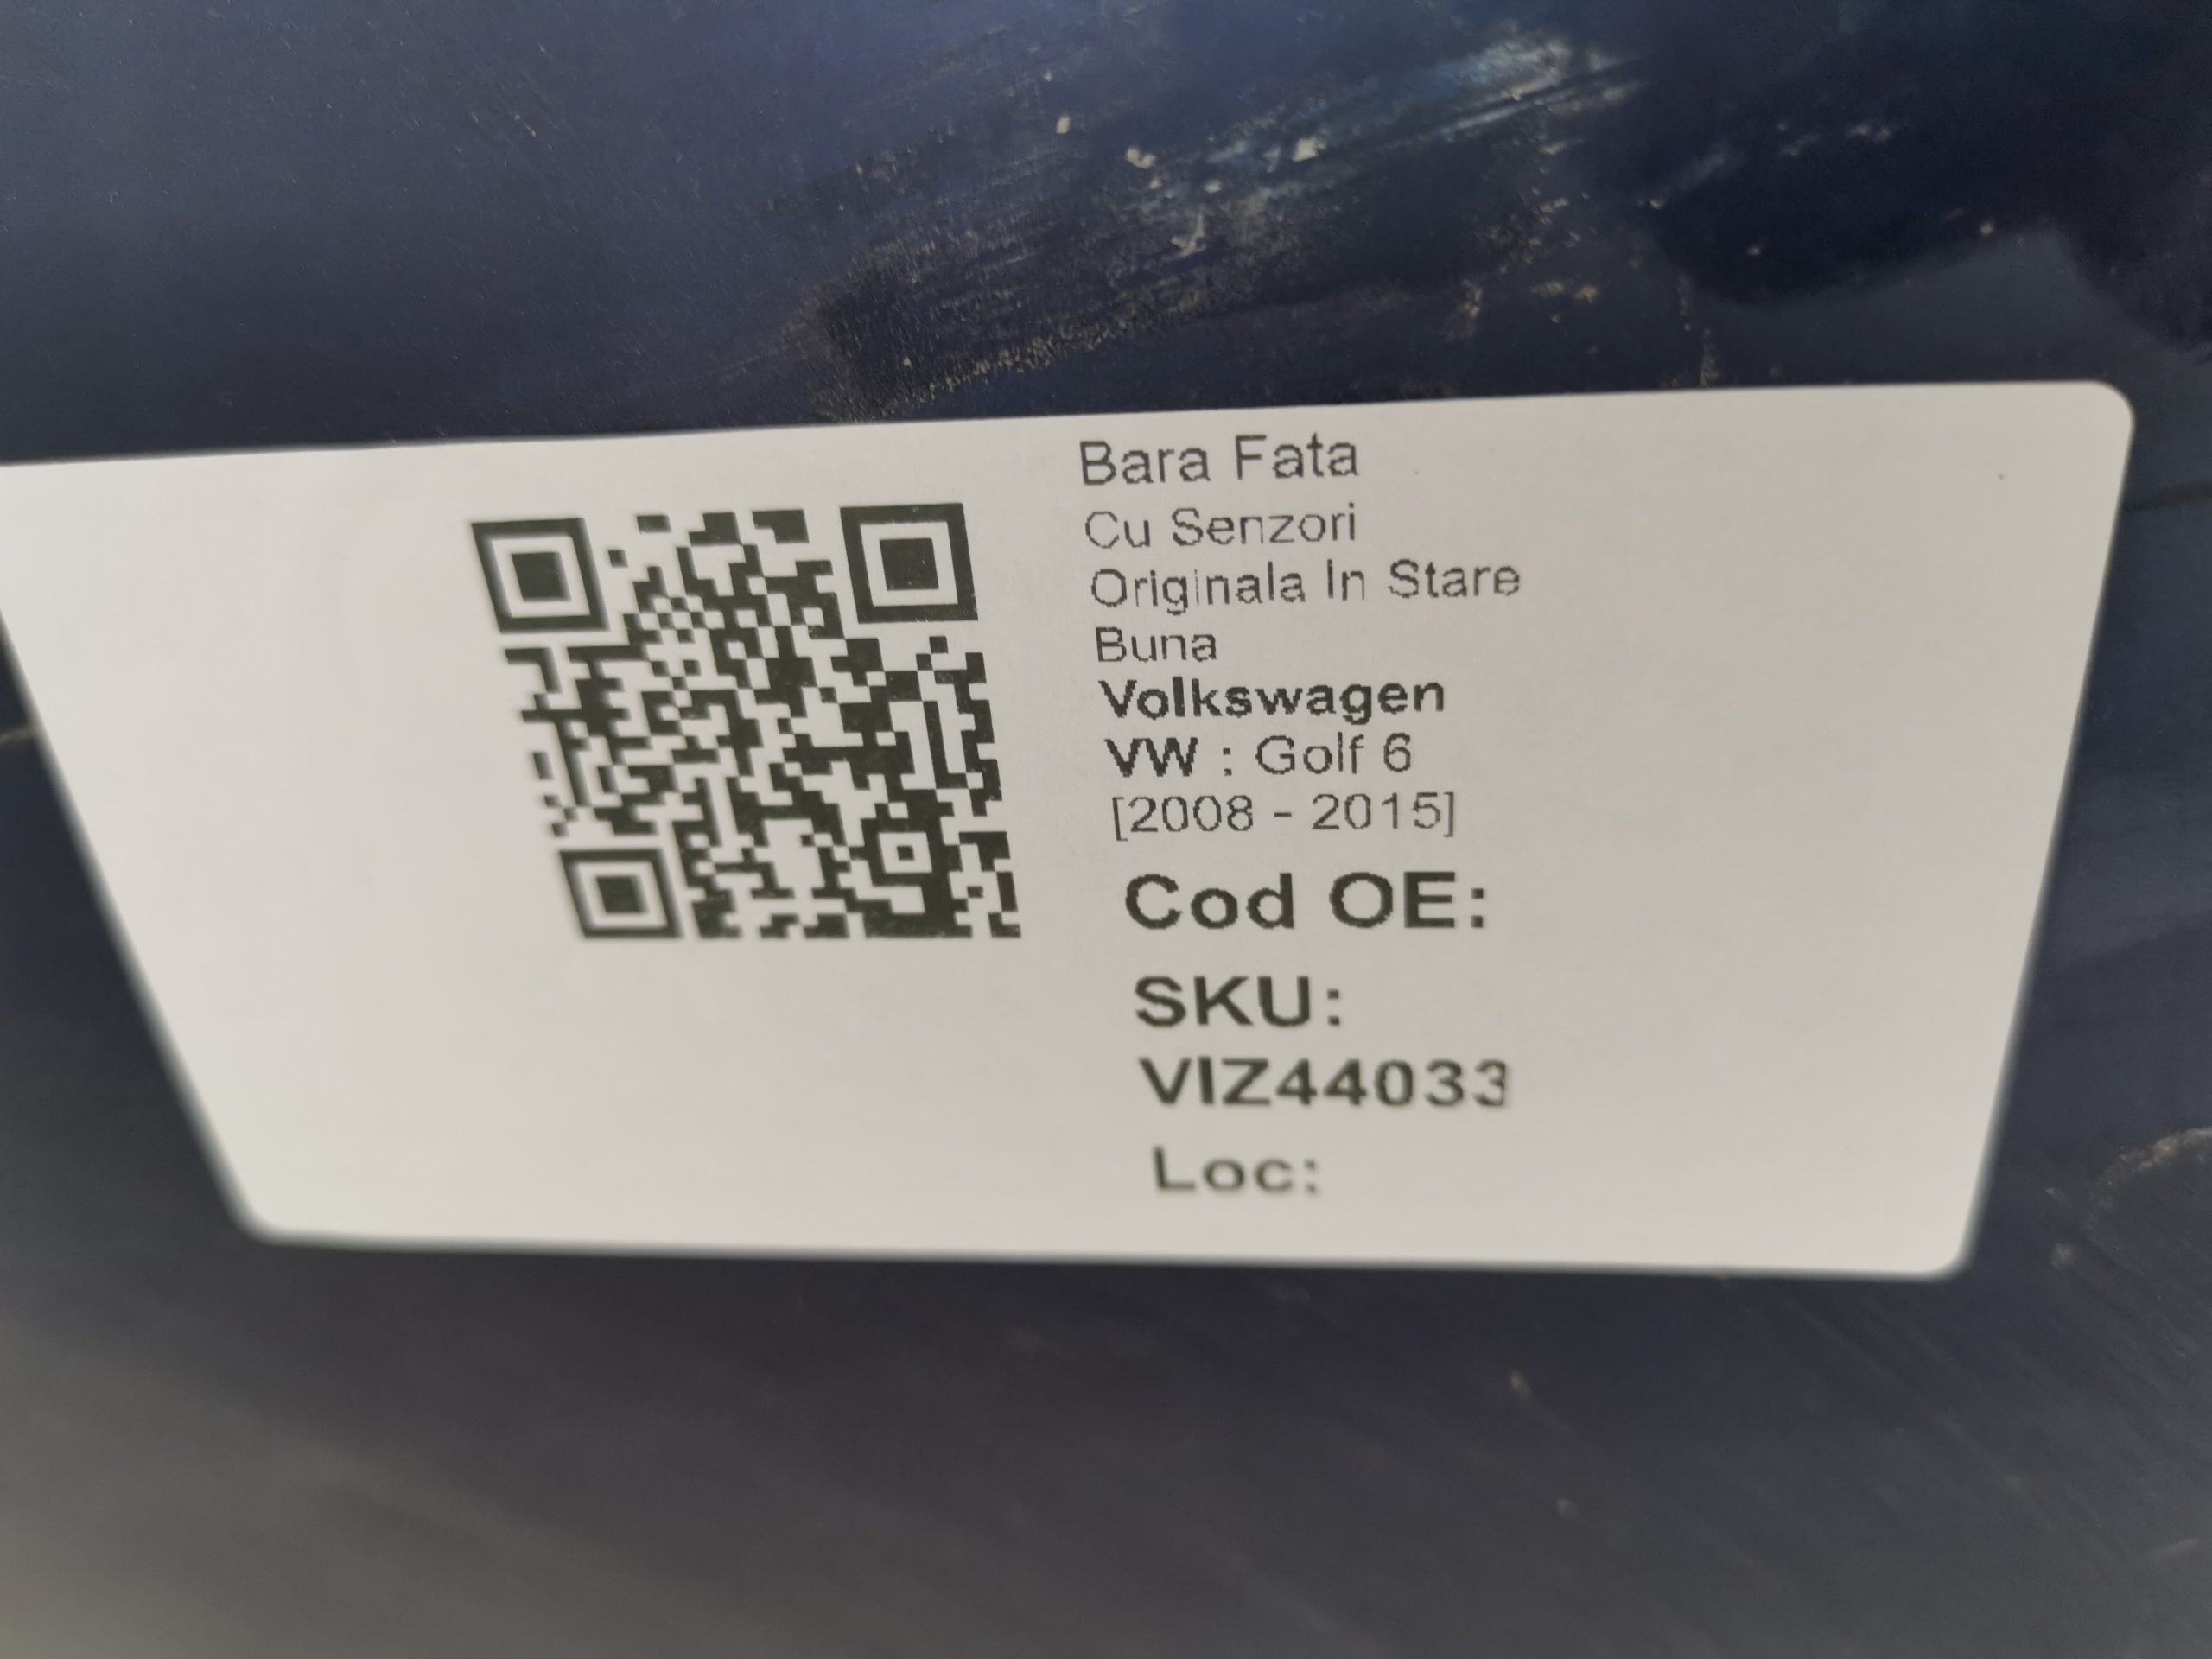 Bara Fata
Cu Senzori
Originala In Stare
Buna
Volkswagen
VW : Golf 6
[2008 - 2015]
Cod OE:
SKU:
VIZ44033
Loc: